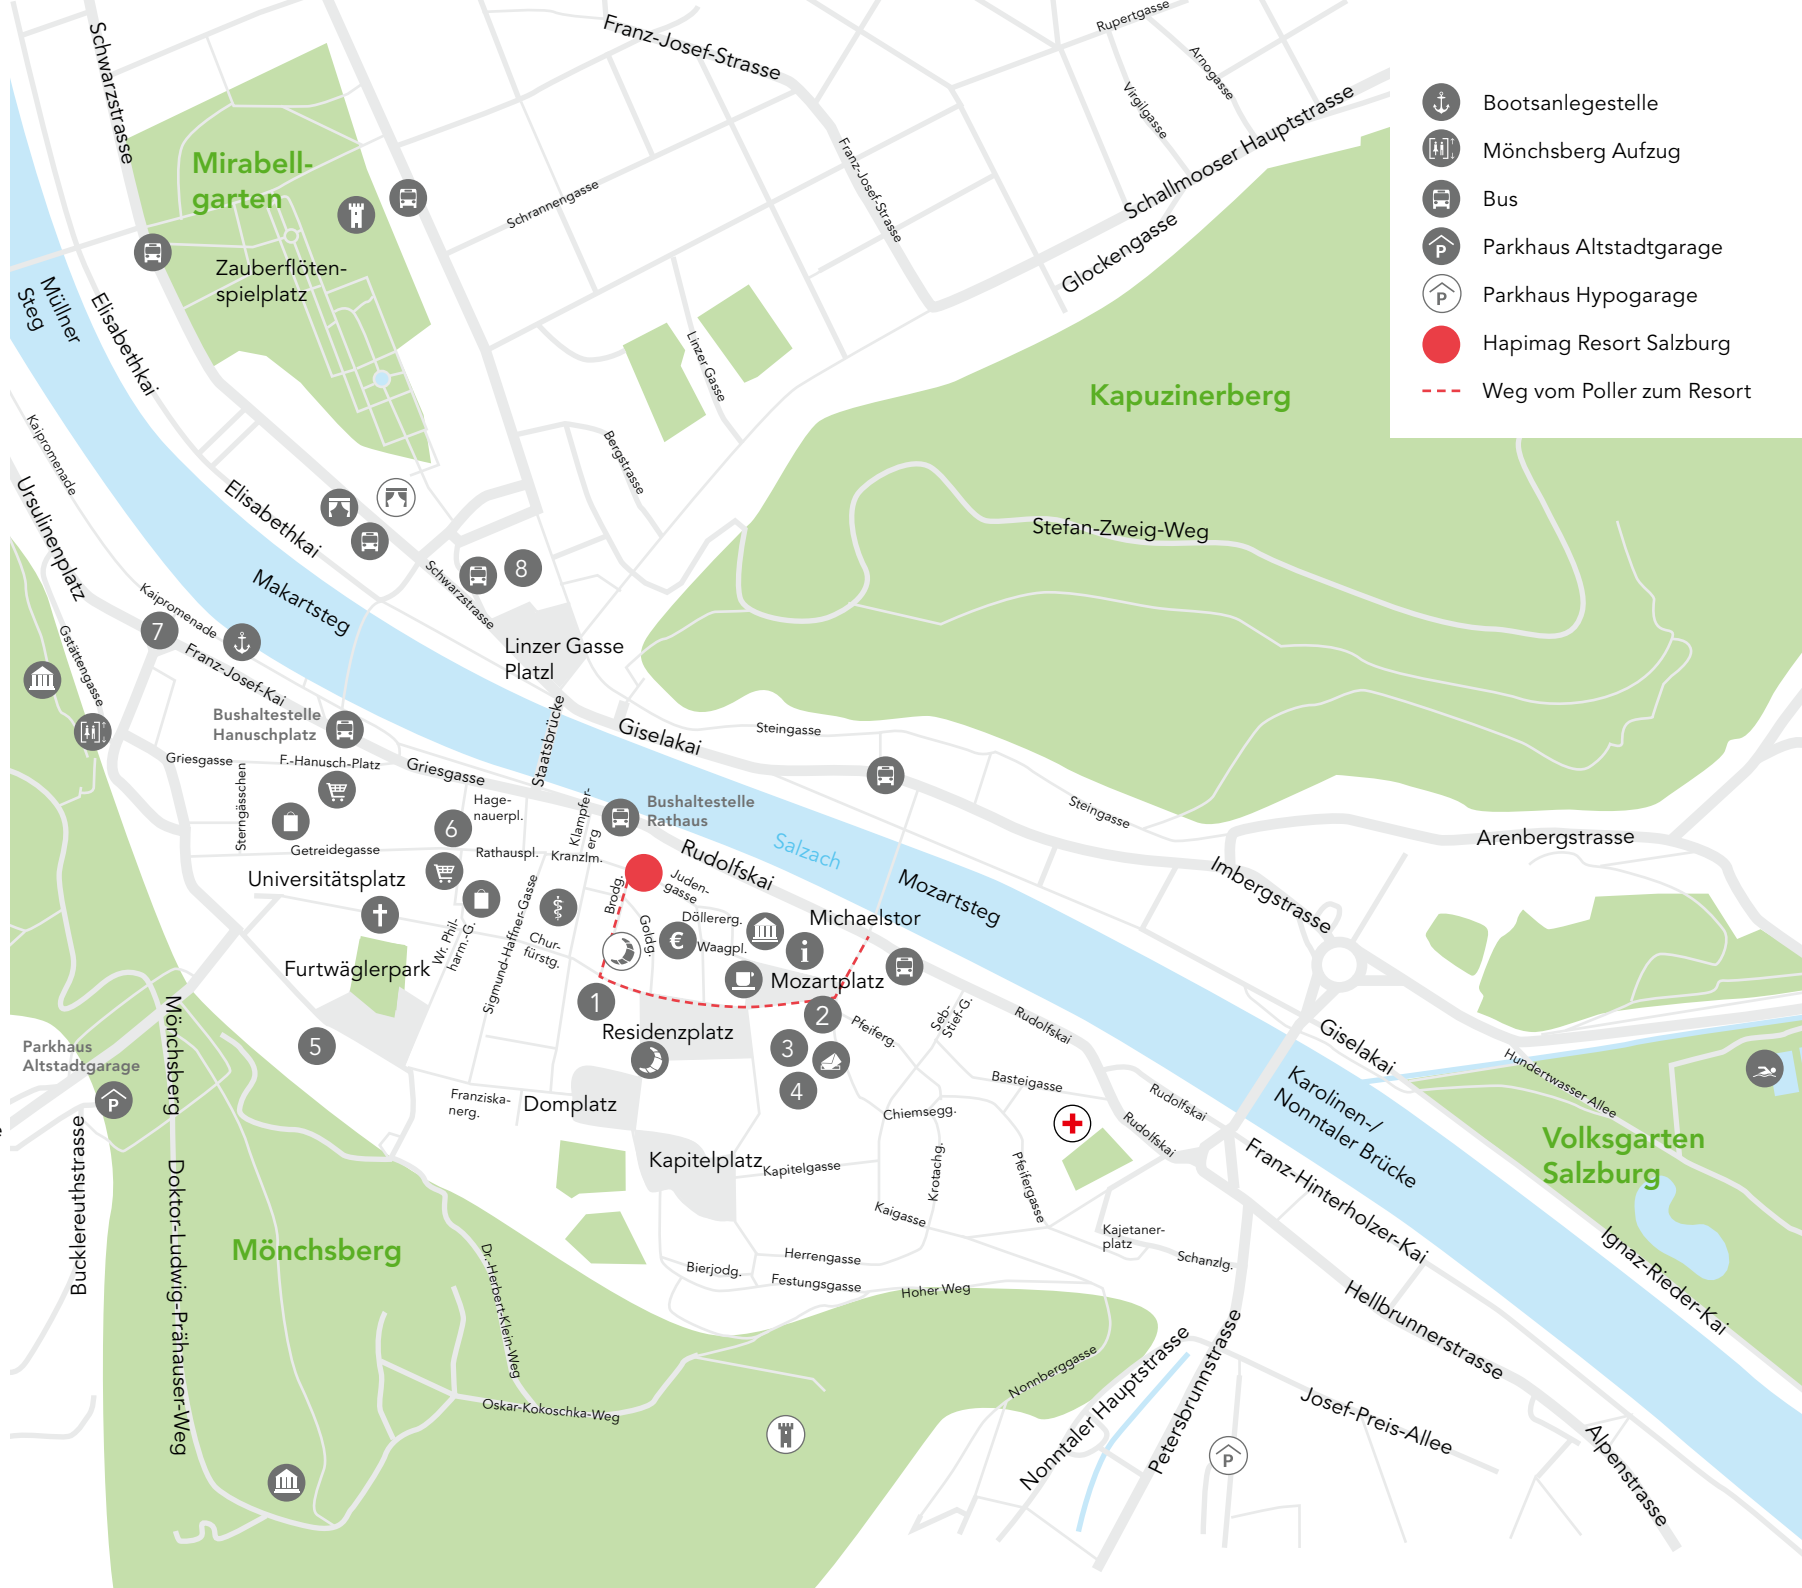 Schwarzstrasse
Franz-Josef-Strasse
Rupertgasse
Arnogasse
Virgilgasse
Schallmooser Hauptstrasse
Glockengasse
Franz-Josef-Strasse
Schrannengasse
Mirabell-
garten
Zauberflöten-
spielplatz
Bootsanlegestelle
Mönchsberg Aufzug
Bus
P
Parkhaus Altstadtgarage
P
Parkhaus Hypogarage
Hapimag Resort Salzburg
Weg vom Poller zum Resort
Müllner
Steg
Elisabethkai
Linzer Gasse
Kapuzinerberg
Kaipromenade
Bergstrasse
Ursulinenplatz
Elisabethkai
Stefan-Zweig-Weg
Makartsteg
Schwarzstrasse
8
Kaipromenade
7
Gstättengasse
Franz-Josef-Kai
Linzer Gasse
Platzl
Bushaltestelle
Hanuschplatz
Staatsbrücke
Giselakai
Steingasse
Griesgasse
F.-Hanusch-Platz
Griesgasse
Sterngässchen
Hage-
nauerpl.
Klampfer-
erg
Bushaltestelle
Rathaus
Steingasse
Arenbergstrasse
6
Getreidegasse
Rathauspl.
Kranzlm.
Rudolfskai
Salzach
Mozartsteg
Imbergstrasse
Universitätsplatz
Brodg.
Juden-
gasse
Sigmund-Haffner-Gasse
Döllererg.
Michaelstor
Goldg.
€
Waagpl.
i
Wr. Phil-
harm.-G.
Chur-
fürstg.
Furtwäglerpark
Mozartplatz
1
2
Residenzplatz
Pfeiferg.
Seb-
Stief-G.
Rudolfskai
Mönchsberg
5
3
4
Parkhaus
Altstadtgarage
P
Giselakai
Hundertwasser Allee
Basteigasse
Rudolfskai
Karolinen-/
Nonntaler Brücke
Franziska-
nerg.
Domplatz
Chiemsegg.
Rudolfskai
Volksgarten
Salzburg
Bucklereuthstrasse
Doktor-Ludwig-Prähauser-Weg
Kapitelplatz
Kapitelgasse
Krotachg.
Pfeifergasse
Franz-Hinterholzer-Kai
Kaigasse
Kajetaner-
platz
Schanzlg.
Ignaz-Rieder-Kai
Mönchsberg
Dr.-Herbert-Klein-Weg
Herrengasse
Bierjodg.
Festungsgasse
Hoher Weg
Hellbrunnerstrasse
Nonnberggasse
Nonntaler Hauptstrasse
Petersbrunnstrasse
Josef-Preis-Allee
Oskar-Kokoschka-Weg
P
Alpenstrasse